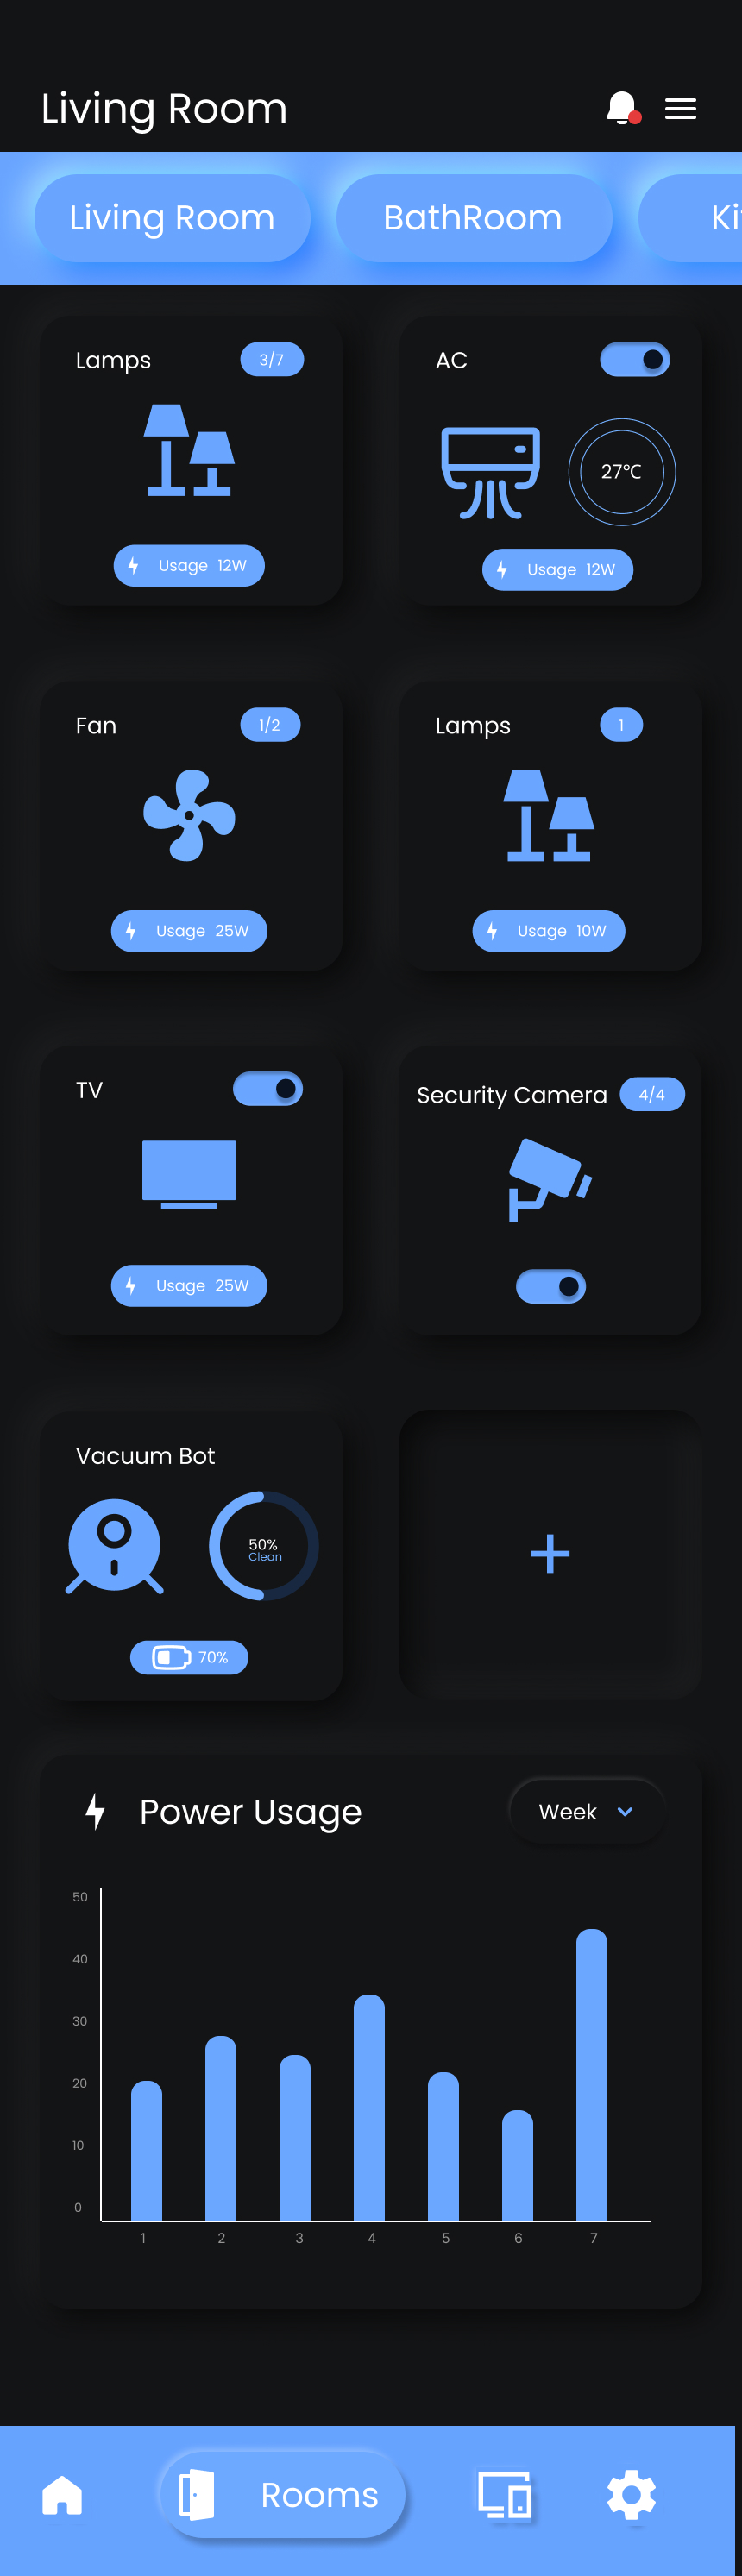 Living Room
Living Room BathRoom Ki
Lamps 3/7
27°C
Usage 12W
AC
Usage 12W
Fan 1/2
Usage 25W
Lamps 1
Usage 10W
TV
Usage 25W
Security Camera 4/4
Vacuum Bot
50%
Clean
70%
+
Power Usage Week
50
40
30
20
10
0
1 2 3 4 5 6 7
Rooms